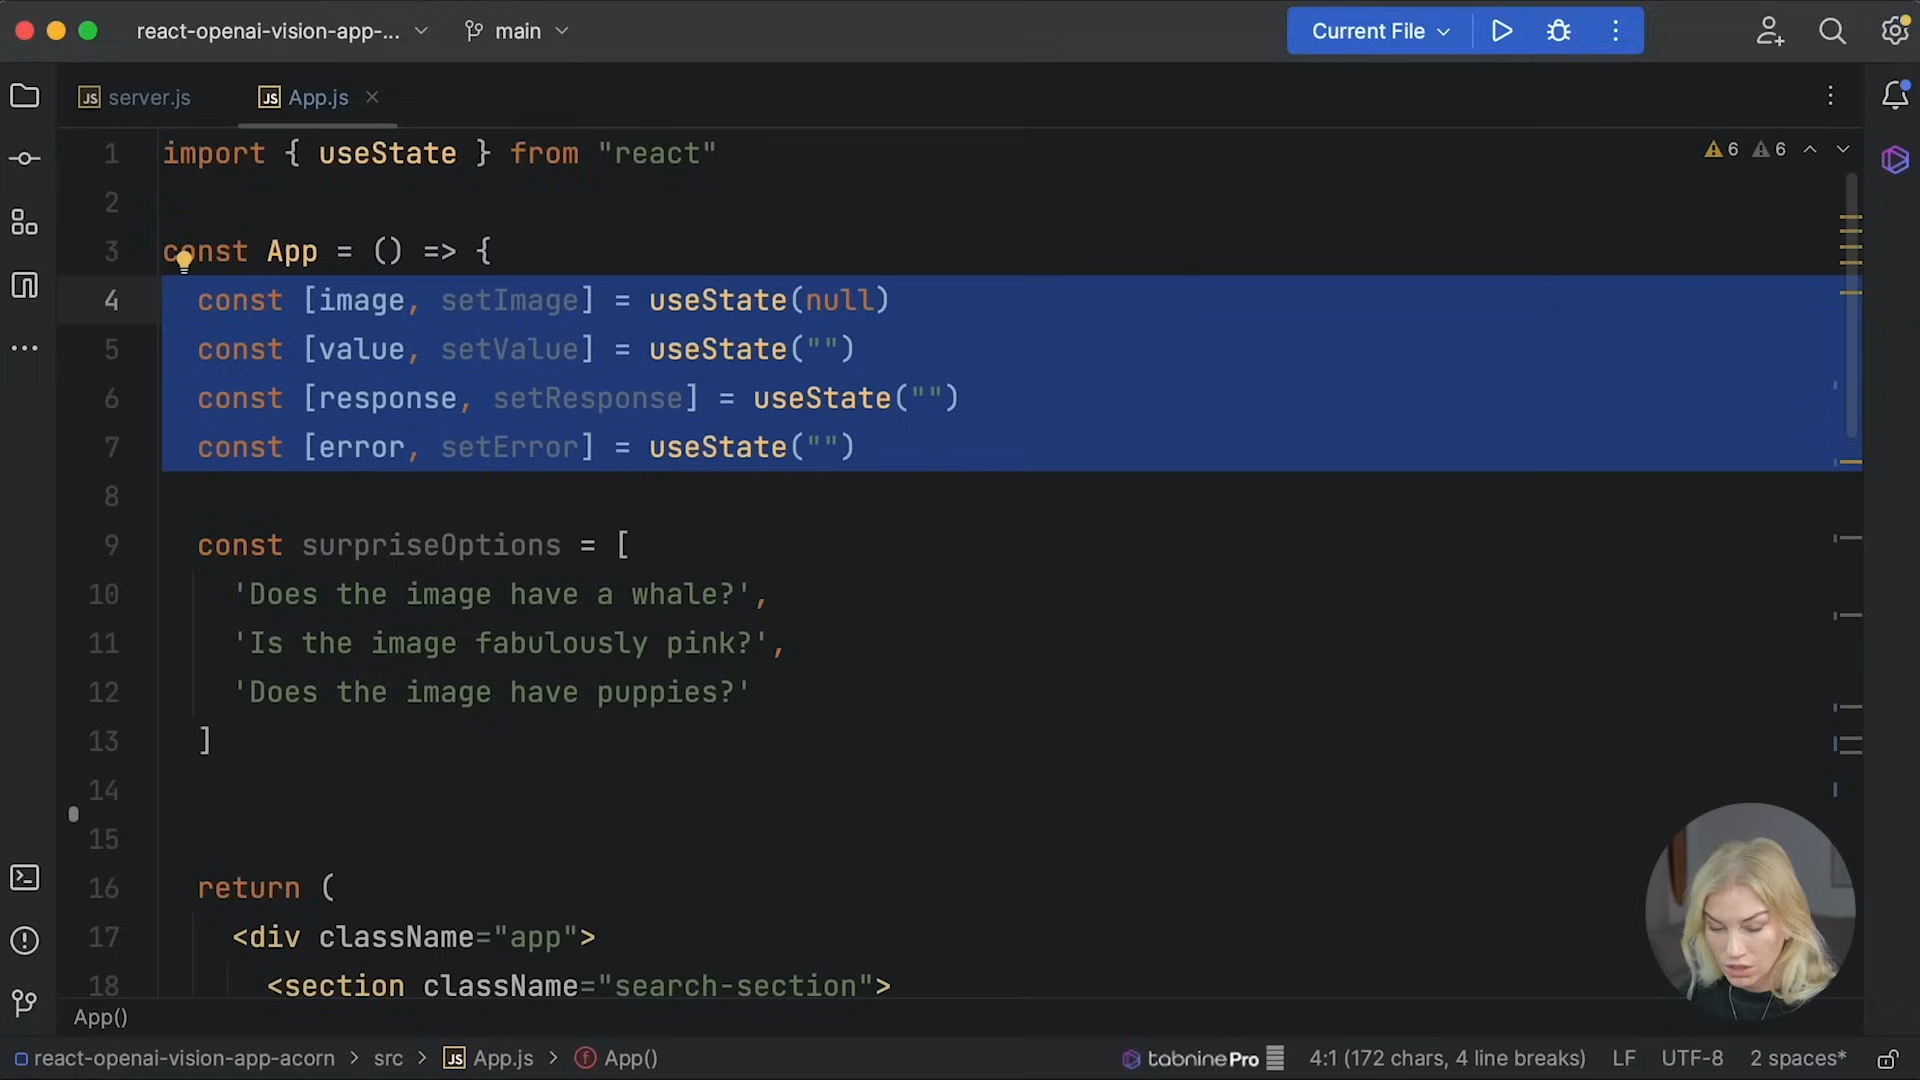 react-openai-vision-app-...
main
Current File
JS server.js
JS App.js
1 import { useState } from "react"
6 6
2
3 const App = () => {
4 const [image, setImage] = useState(null)
5 const [value, setValue] = useState("")
6 const [response, setResponse] = useState("")
7 const [error, setError] = useState("")
8
9 const surpriseOptions = [
10 'Does the image have a whale?',
11 'Is the image fabulously pink?',
12 'Does the image have puppies?'
13 ]
14
15
16 return (
17 <div className="app">
18 <section className="search-section">
App()
react-openai-vision-app-acorn > src > JS App.js > f App()
tabnine Pro 4:1 (172 chars, 4 line breaks) LF UTF-8 2 spaces*